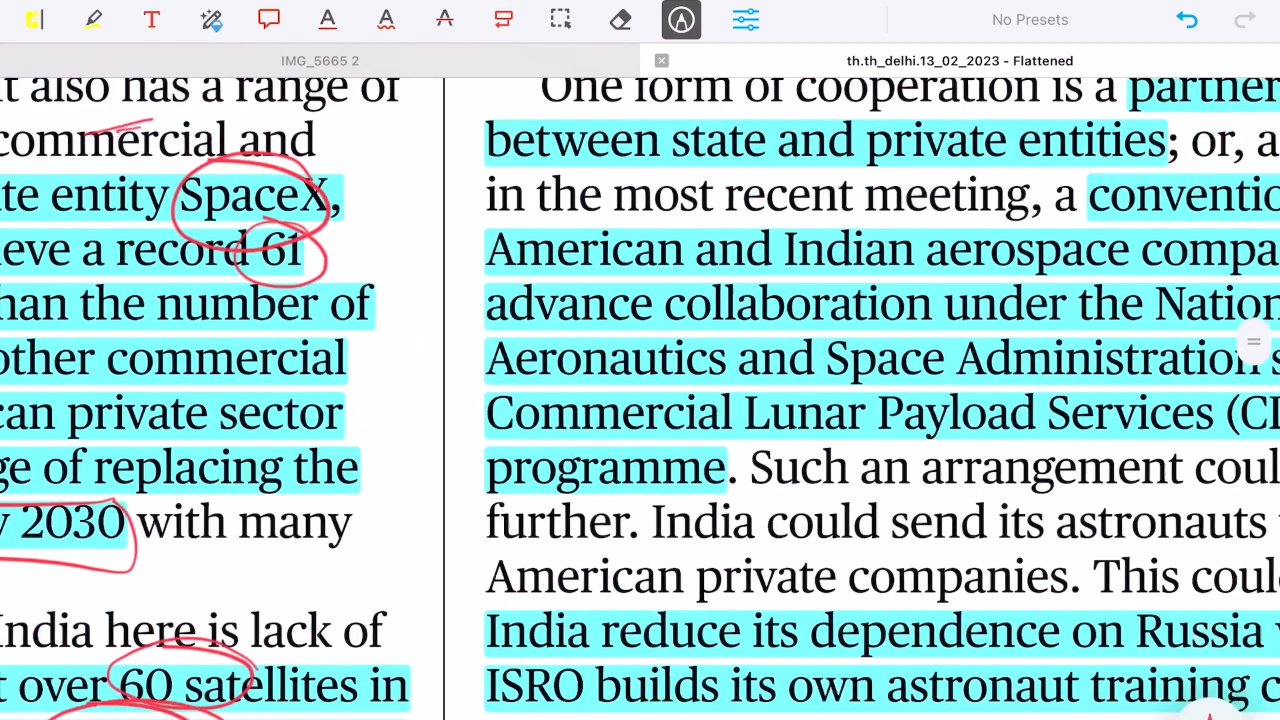 No Presets
IMG_5665 2
th.th_delhi.13_02_2023 - Flattened
t also has a range of
commercial and
te entity SpaceX,
eve a record 61
han the number of
other commercial
can private sector
ge of replacing the
y 2030 with many
India here is lack of
t over 60 satellites in
One form of cooperation is a partner
between state and private entities; or, a
in the most recent meeting, a conventio
American and Indian aerospace compa
advance collaboration under the Nation
Aeronautics and Space Administration's
Commercial Lunar Payload Services (CL
programme. Such an arrangement coul
further. India could send its astronauts
American private companies. This coul
India reduce its dependence on Russia
ISRO builds its own astronaut training c